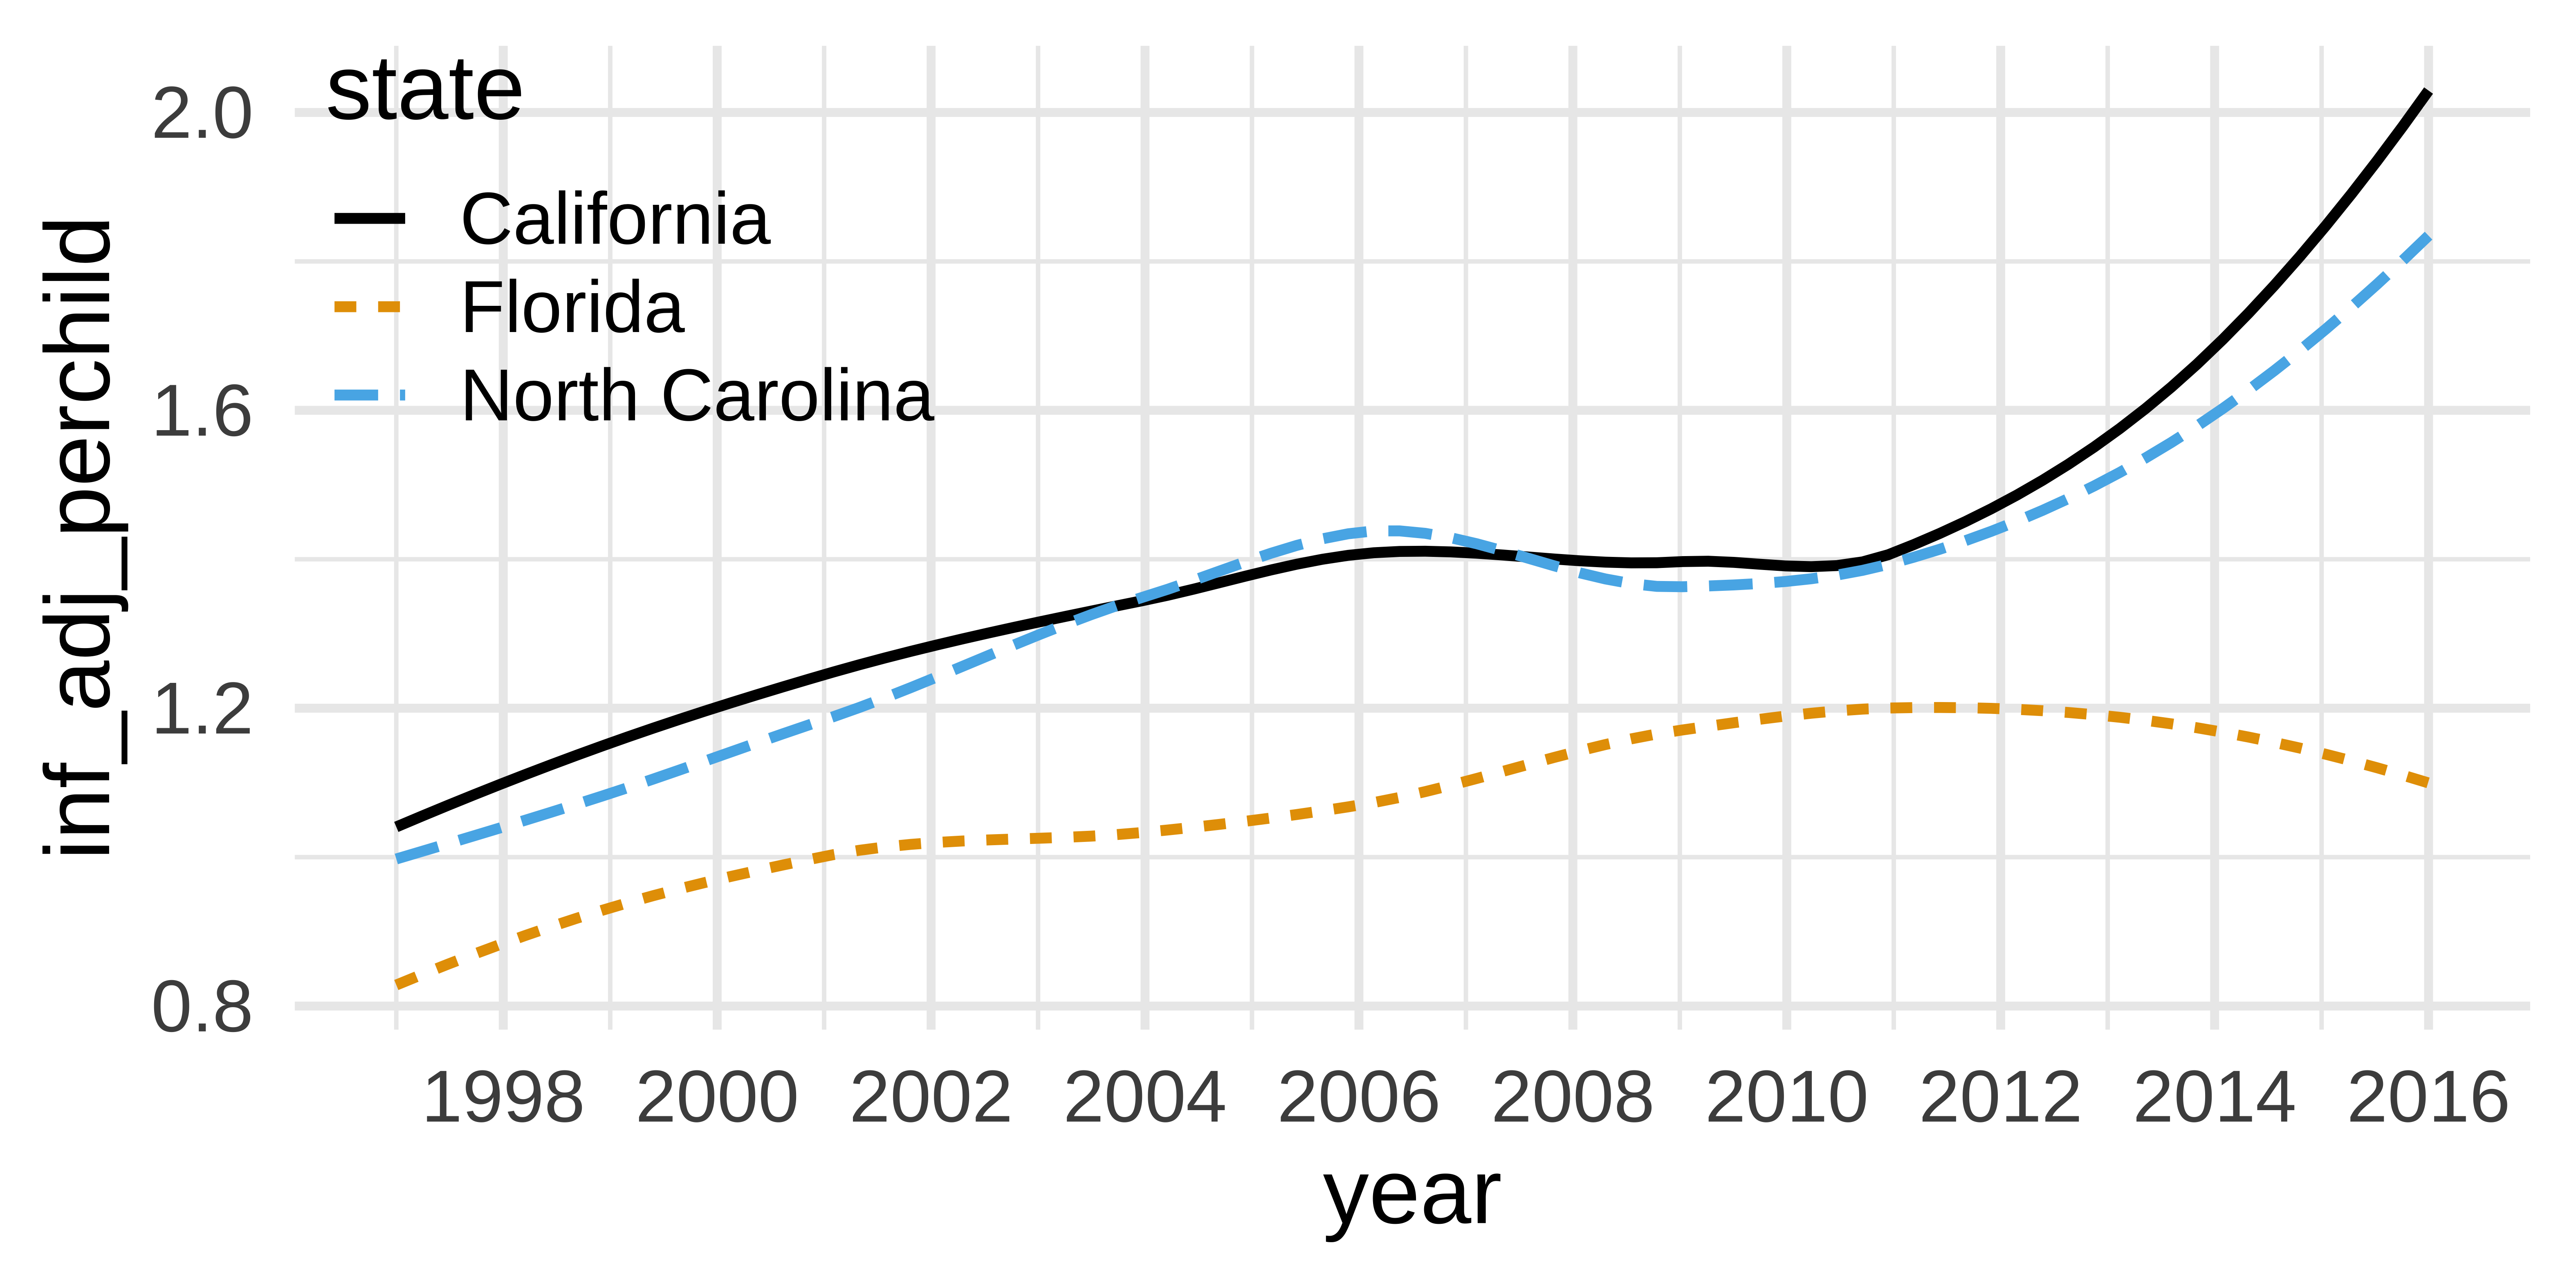 state
California
Florida
North Carolina
inf_adj_perchild
2.0
1.6
1.2
0.8
1998 2000 2002 2004 2006 2008 2010 2012 2014 2016
year